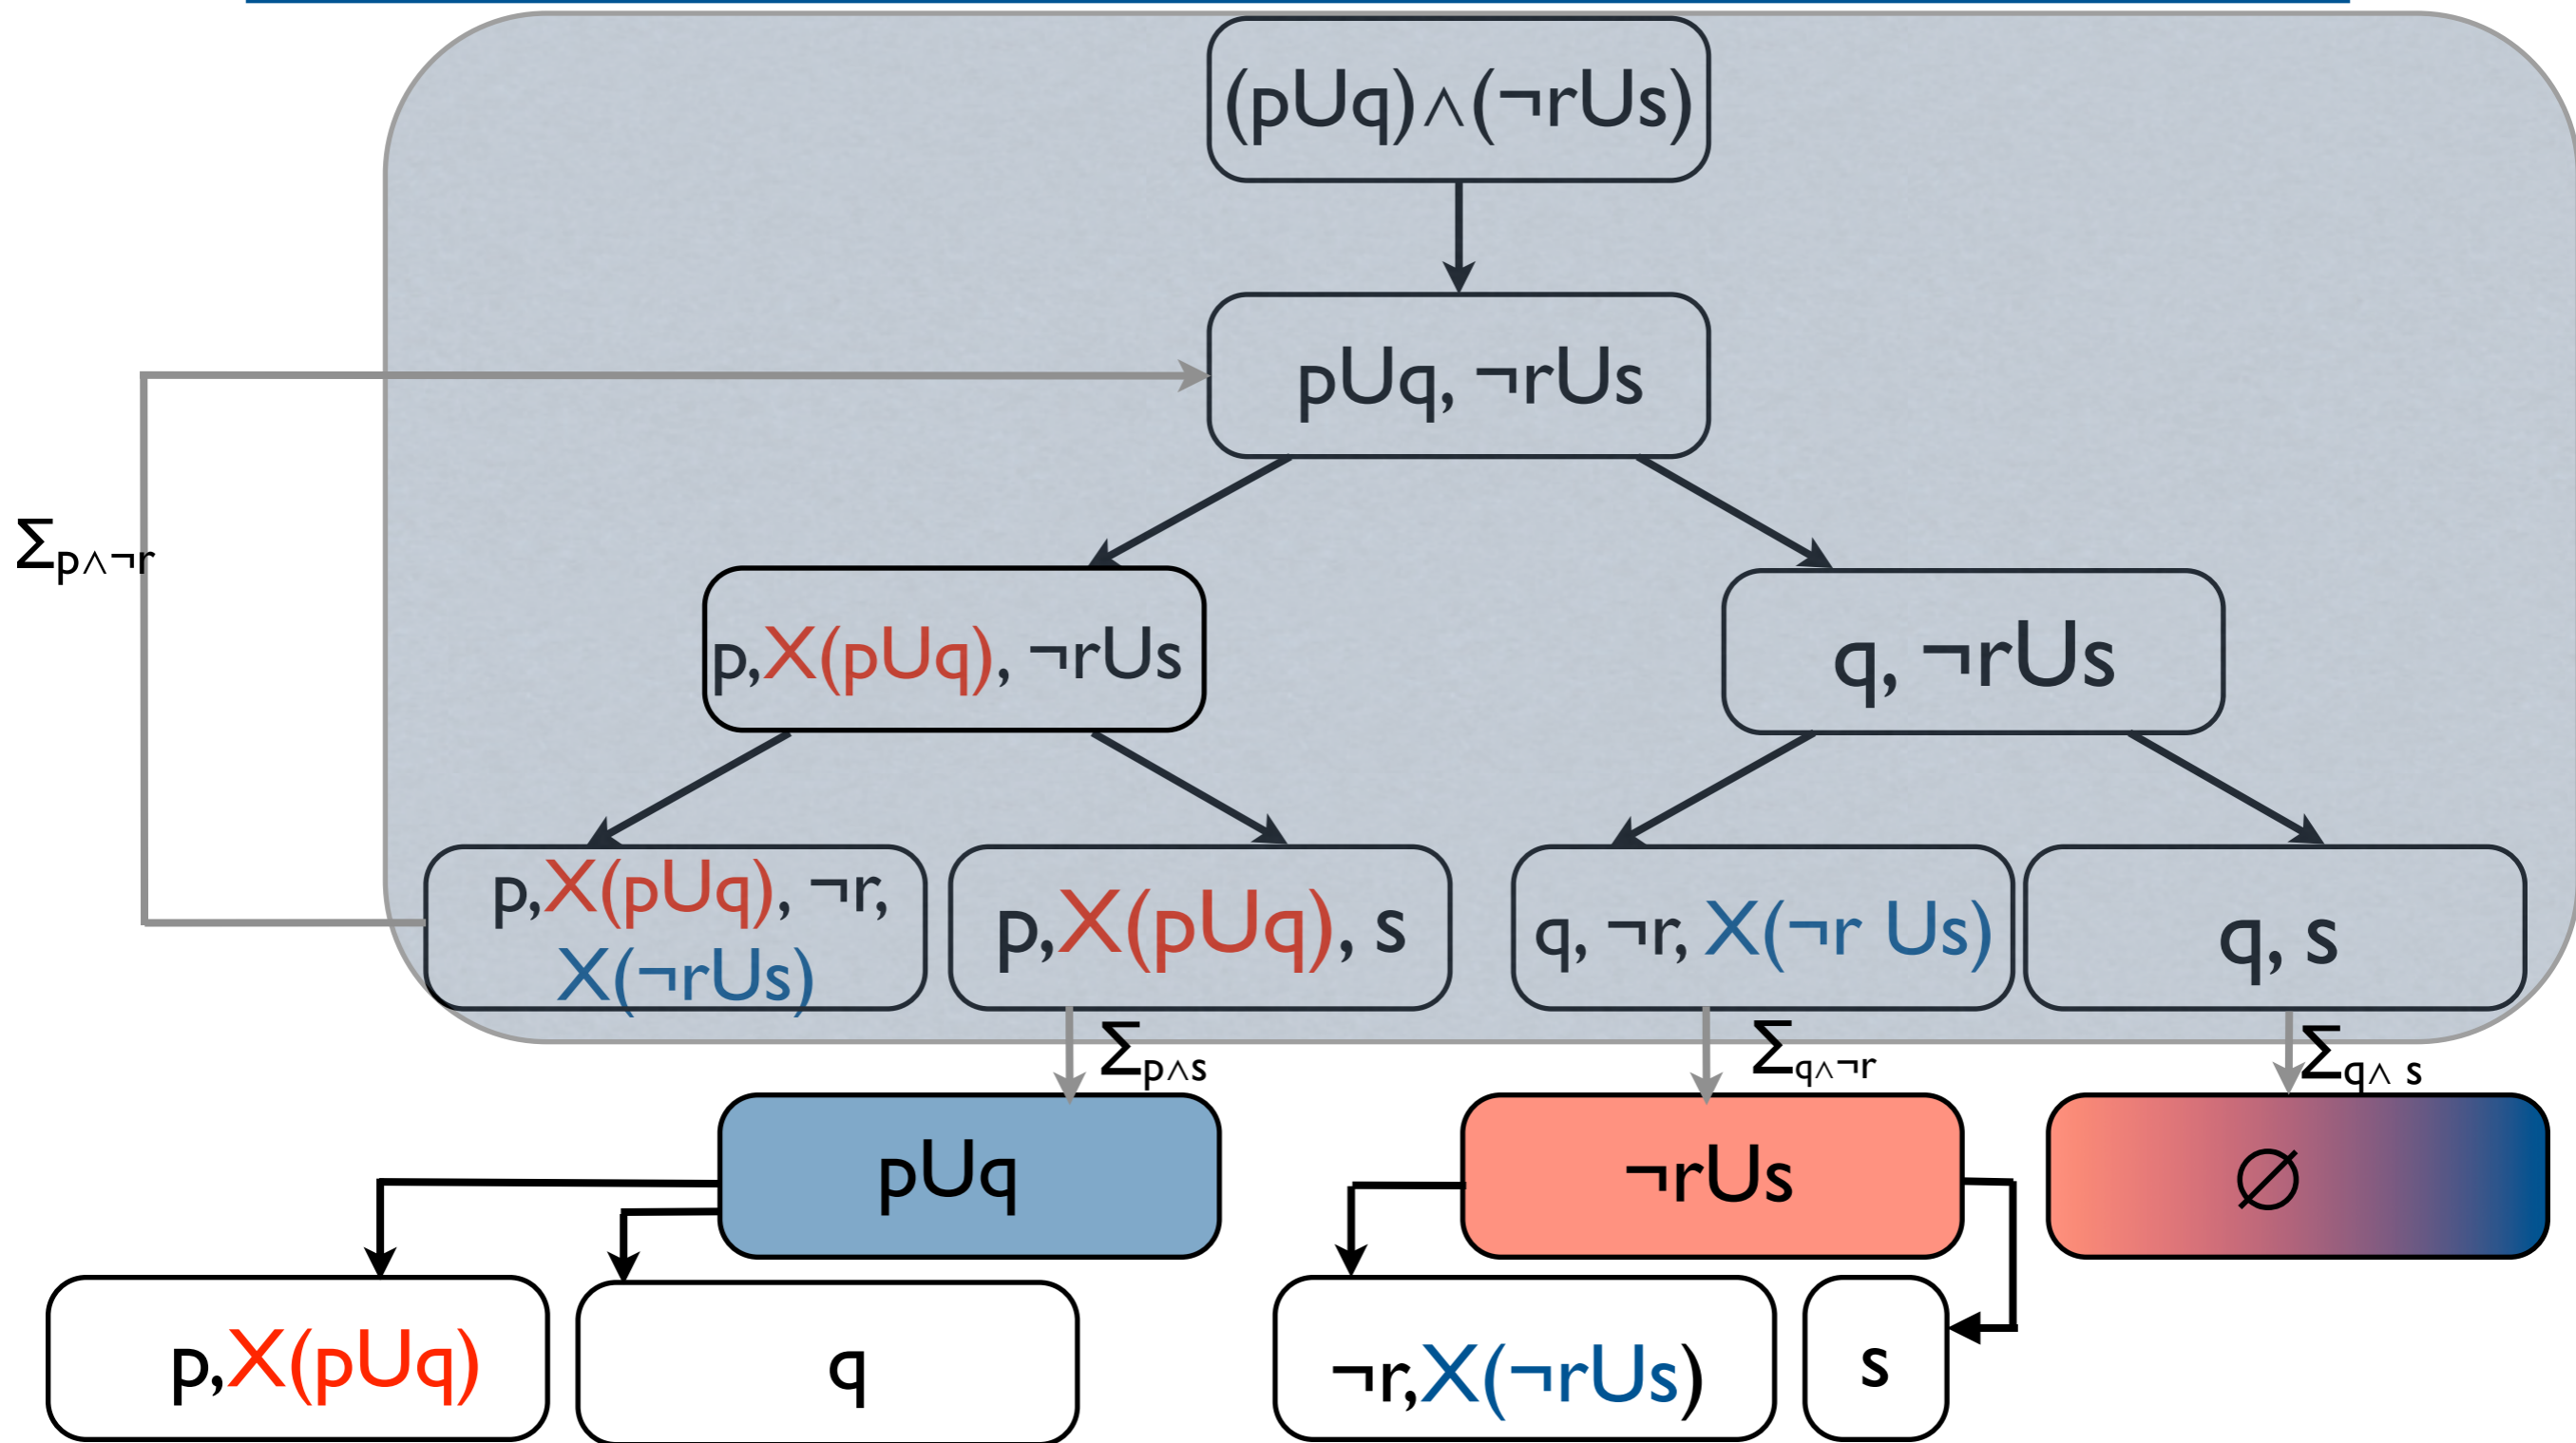 (pUq)∧(¬rUs)
pUq, ¬rUs
Σp∧¬r
p,X(pUq), ¬rUs
q, ¬rUs
p,X(pUq), ¬r,
X(¬rUs)
p,X(pUq), s
q, ¬r, X(¬r Us)
q, s
Σp∧s
Σq∧¬r
Σq∧ s
pUq
¬rUs
∅
p,X(pUq)
q
¬r,X(¬rUs)
s